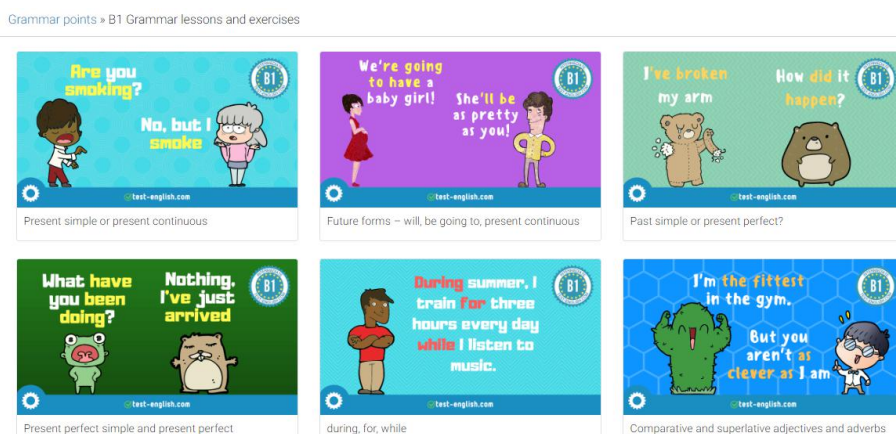 Grammar points » B1 Grammar lessons and exercises
Are you
smoking?
No, but I
smoke
B1
test-english.com
Present simple or present continuous
We're going
to have a
baby girl!
She'll be
as pretty
as you!
B1
test-english.com
Future forms – will, be going to, present continuous
I've broken
my arm
How did it
happen?
B1
test-english.com
Past simple or present perfect?
What have
you been
doing?
Nothing,
I've just
arrived
B1
test-english.com
Present perfect simple and present perfect
During summer, I
train for three
hours every day
while I listen to
music.
B1
test-english.com
during, for, while
I'm the fittest
in the gym.
But you
aren't as
clever as I am
B1
test-english.com
Comparative and superlative adjectives and adverbs